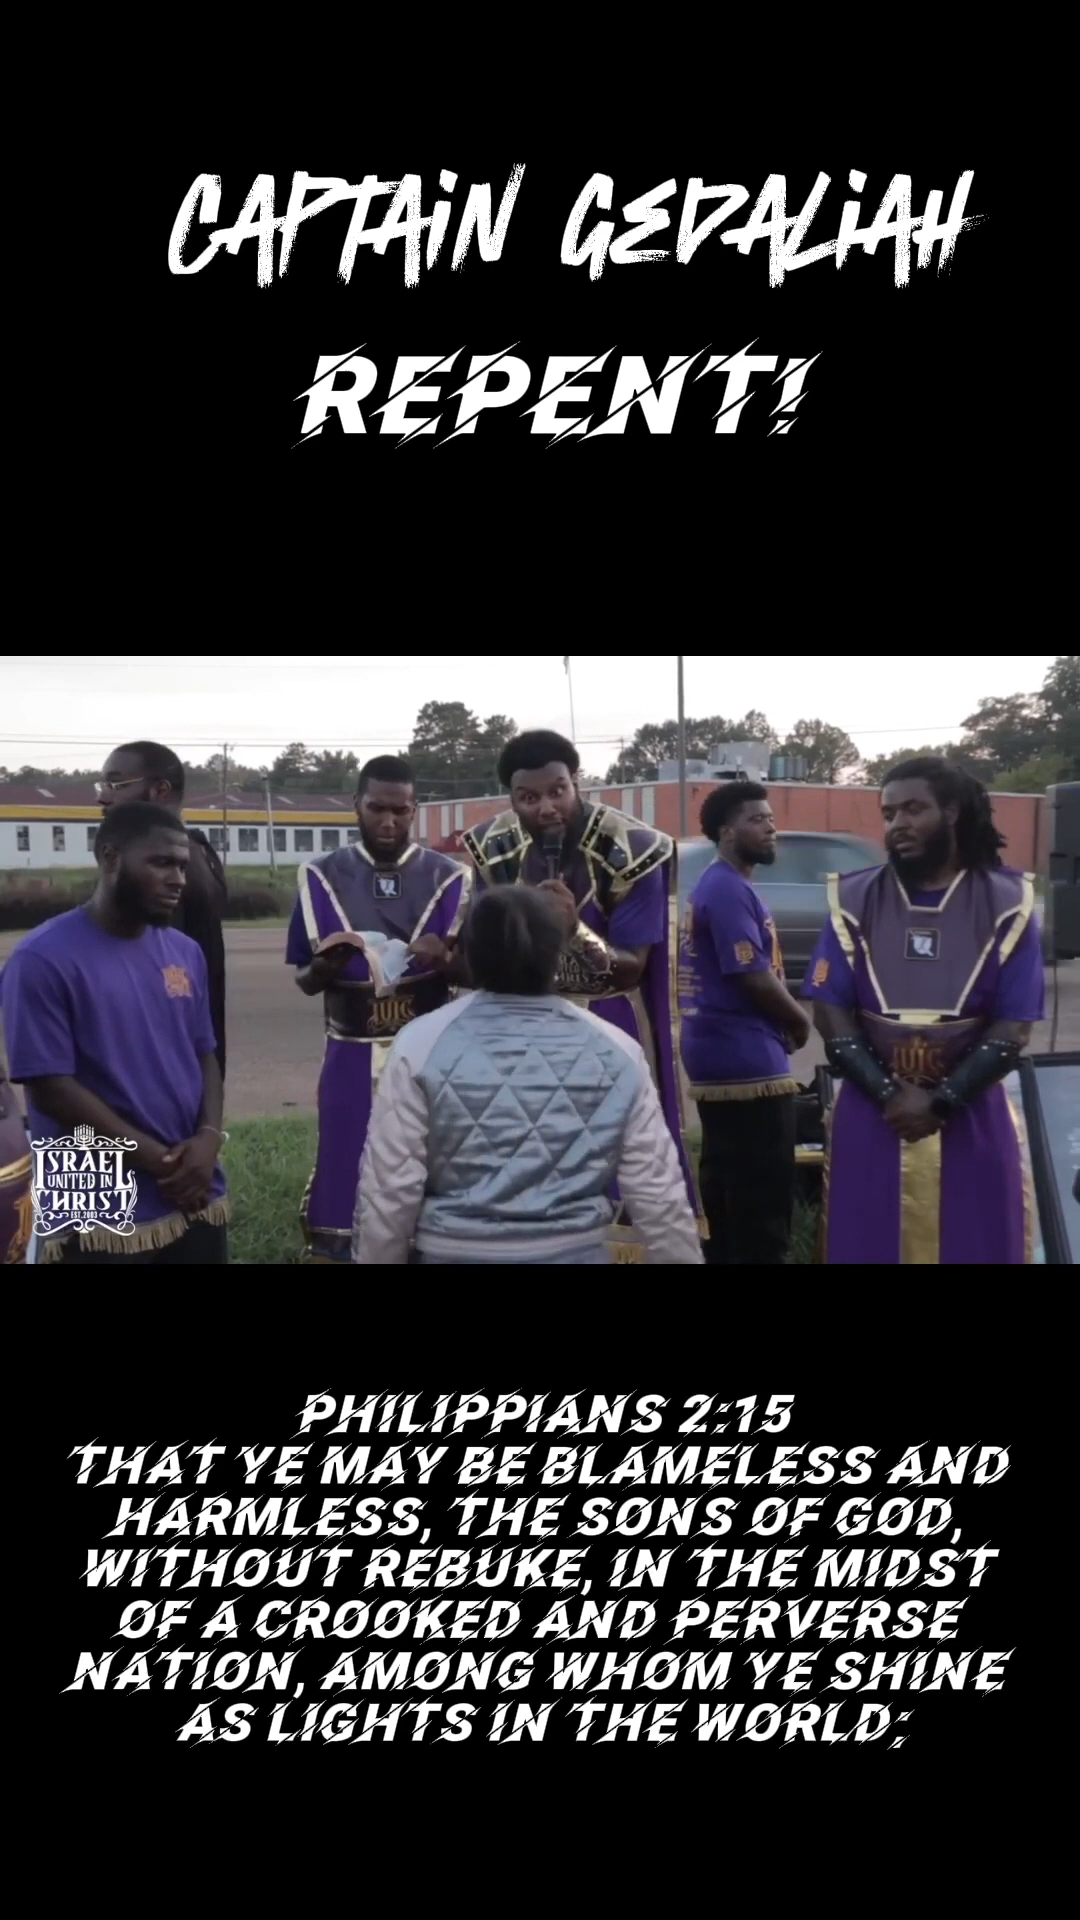 CAPTAIN GEDALIAH
REPENT!
IUIC
IUIC
ISRAEL
UNITED IN
CHRIST
EST. 2003
PHILIPPIANS 2:15
THAT YE MAY BE BLAMELESS AND
HARMLESS, THE SONS OF GOD,
WITHOUT REBUKE, IN THE MIDST
OF A CROOKED AND PERVERSE
NATION, AMONG WHOM YE SHINE
AS LIGHTS IN THE WORLD;